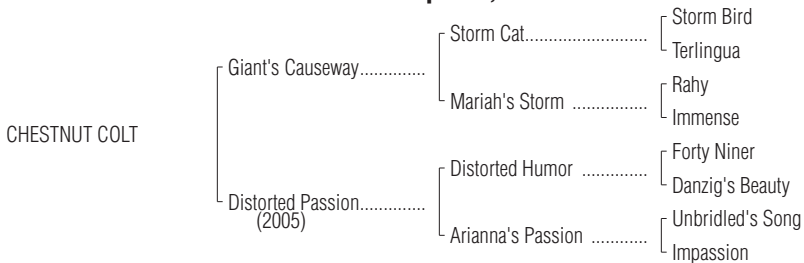 Storm Bird
Storm Cat..........................
Terlingua
Giant's Causeway..............
Rahy
Mariah's Storm ................
Immense
CHESTNUT COLT
Forty Niner
Distorted Humor ..............
Danzig's Beauty
Distorted Passion..............
(2005)
Unbridled's Song
Arianna's Passion ............
Impassion